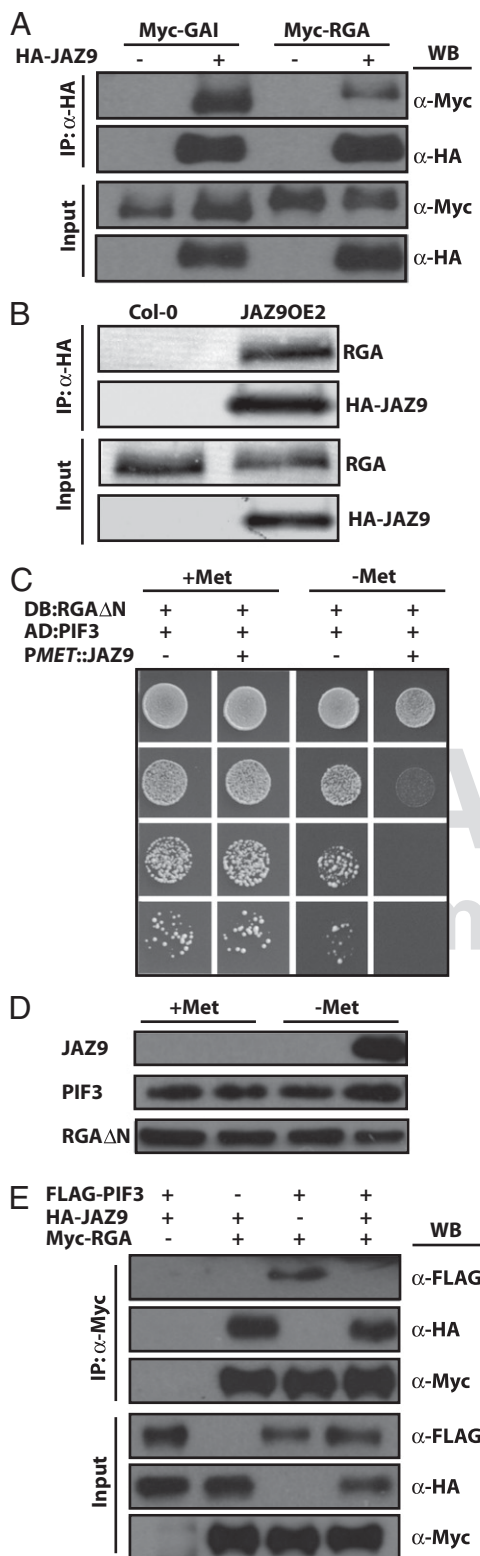 A
Myc-GAI Myc-RGA
HA-JAZ9 - + - + WB
IP: α-HA
α-Myc
α-HA
Input
α-Myc
α-HA
B
Col-0 JAZ9OE2
IP: α-HA
RGA
HA-JAZ9
Input
RGA
HA-JAZ9
C
+Met -Met
DB:RGAΔN + + + +
AD:PIF3 + + + +
PMET::JAZ9 - + - +
D
+Met -Met
JAZ9
PIF3
RGAΔN
E
FLAG-PIF3 + - + +
HA-JAZ9 + + - +
Myc-RGA - + + +
WB
IP: α-Myc
α-FLAG
α-HA
α-Myc
Input
α-FLAG
α-HA
α-Myc